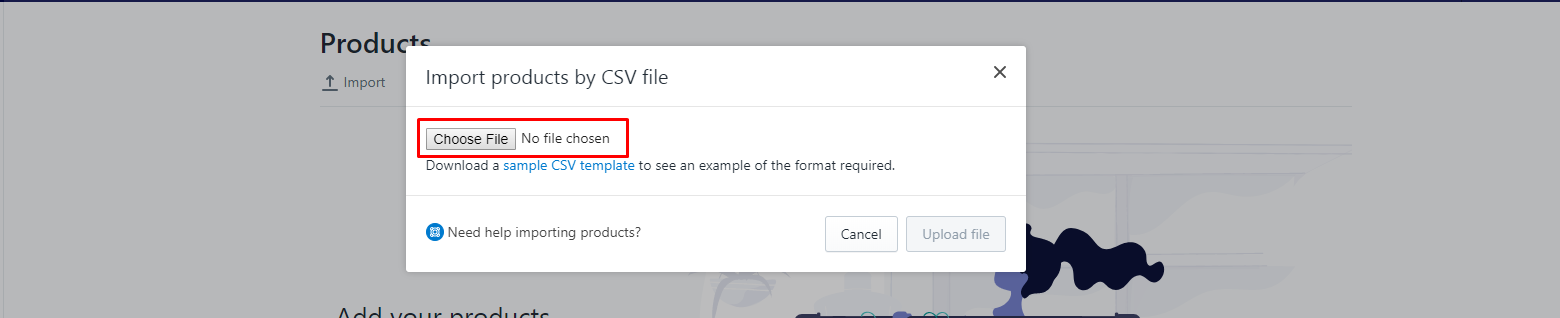 Products
Import
Import products by CSV file
Choose File No file chosen
Download a sample CSV template to see an example of the format required.
Need help importing products?
Cancel
Upload file
Add your products